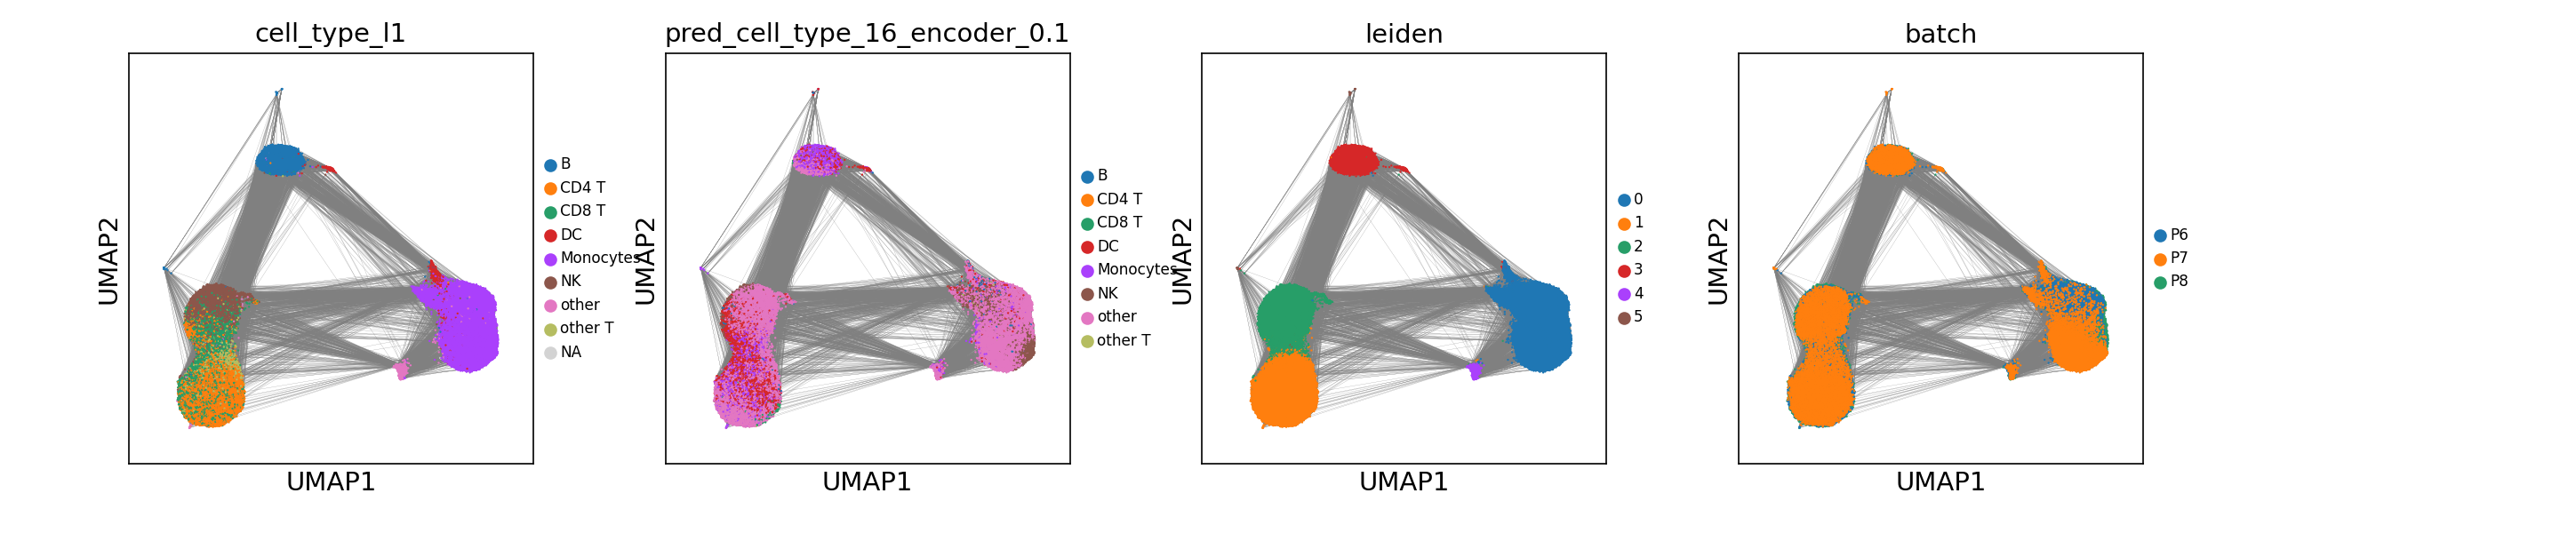 cell_type_l1
UMAP2
UMAP1
B
CD4 T
CD8 T
DC
Monocytes
NK
other
other T
NA
pred_cell_type_16_encoder_0.1
UMAP2
UMAP1
B
CD4 T
CD8 T
DC
Monocytes
NK
other
other T
leiden
UMAP2
UMAP1
0
1
2
3
4
5
batch
UMAP2
UMAP1
P6
P7
P8